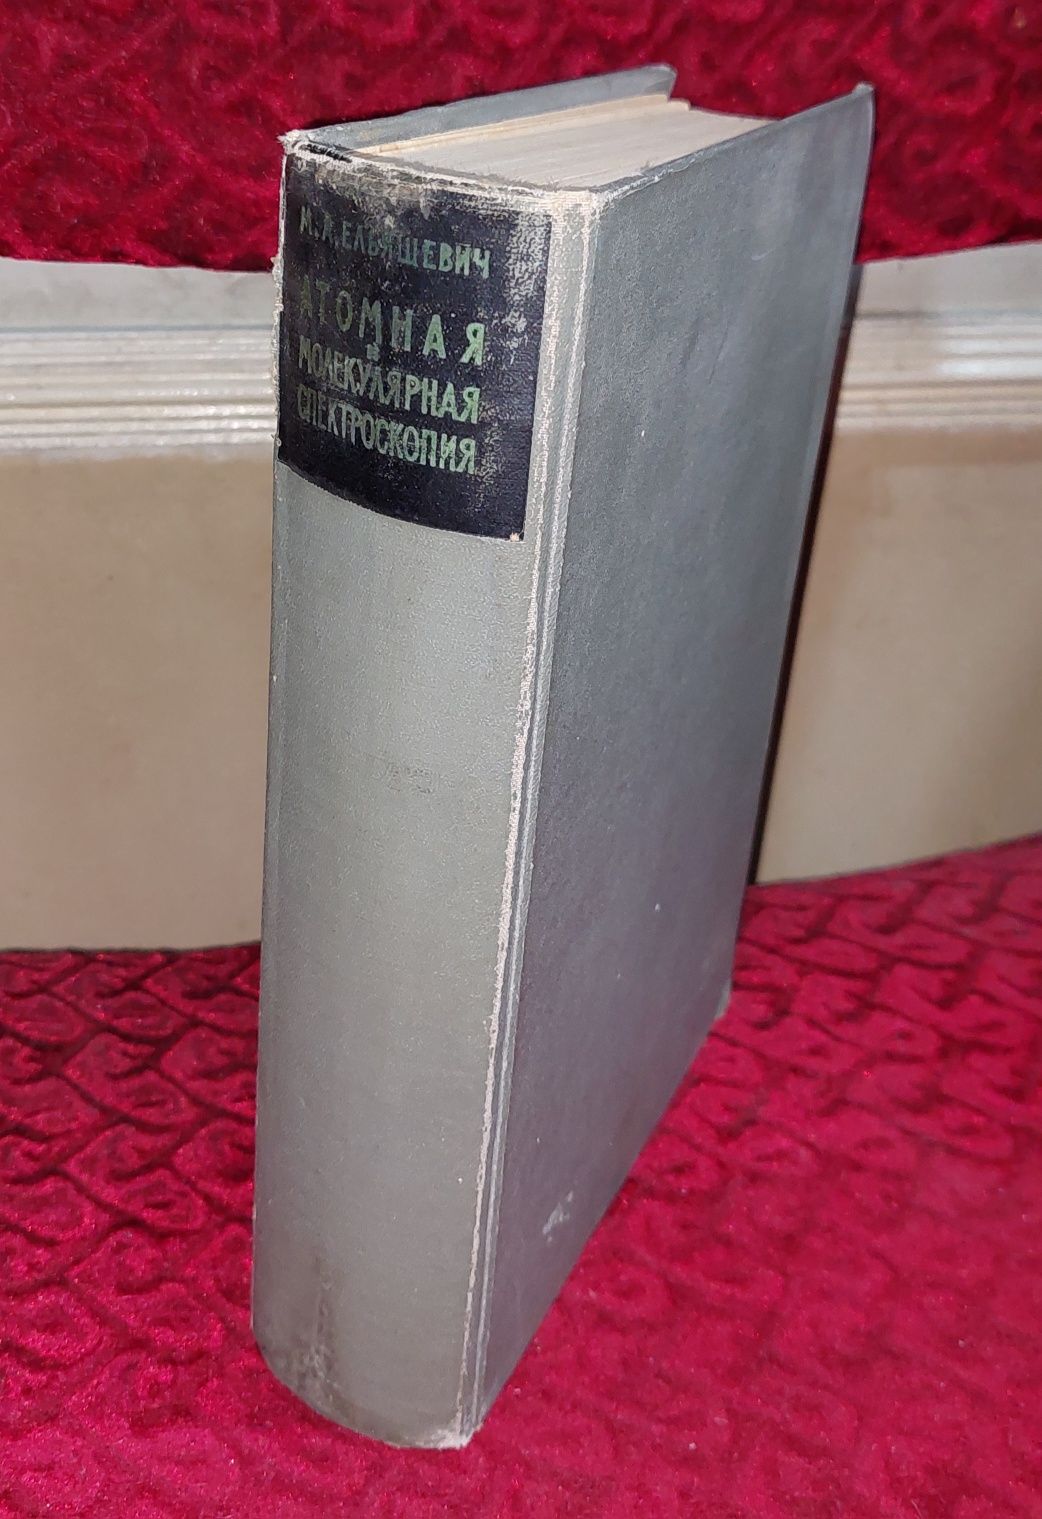 М.А.ЕЛЬЯШЕВИЧ
АТОМНАЯ
И
МОЛЕКУЛЯРНАЯ
СПЕКТРОСКОПИЯ